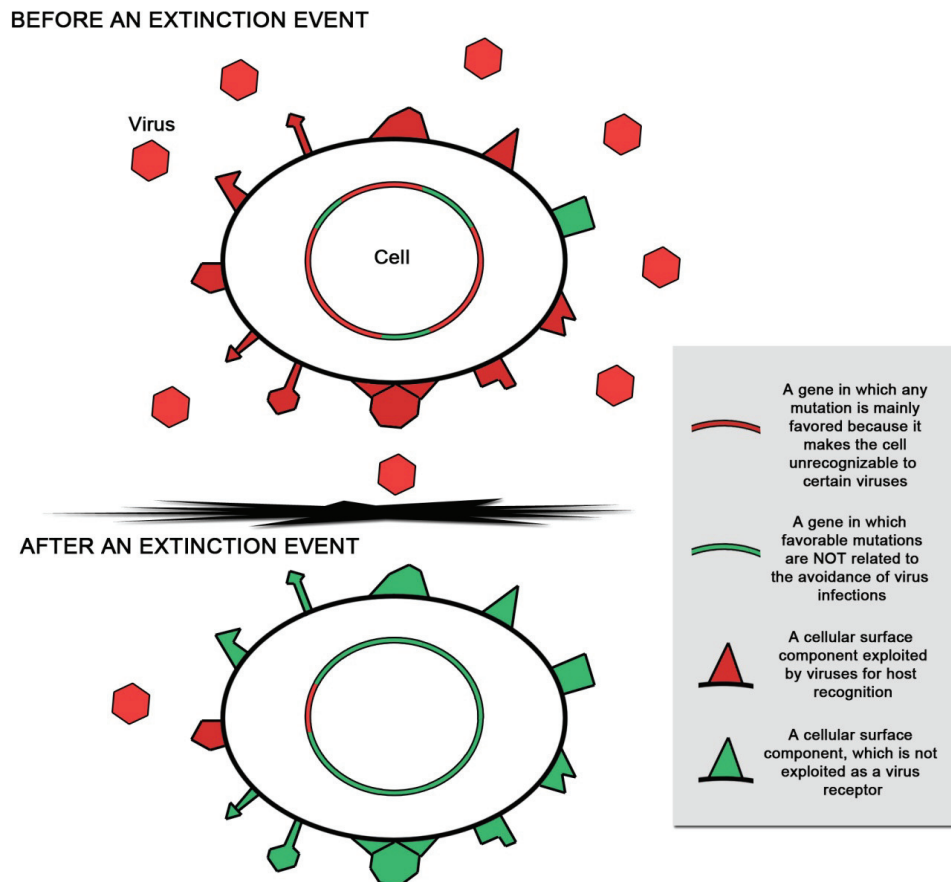 BEFORE AN EXTINCTION EVENT
Virus
Cell
AFTER AN EXTINCTION EVENT
A gene in which any
mutation is mainly
favored because it
makes the cell
unrecognizable to
certain viruses
A gene in which
favorable mutations
are NOT related to
the avoidance of virus
infections
A cellular surface
component exploited
by viruses for host
recognition
A cellular surface
component, which is not
exploited as a virus
receptor